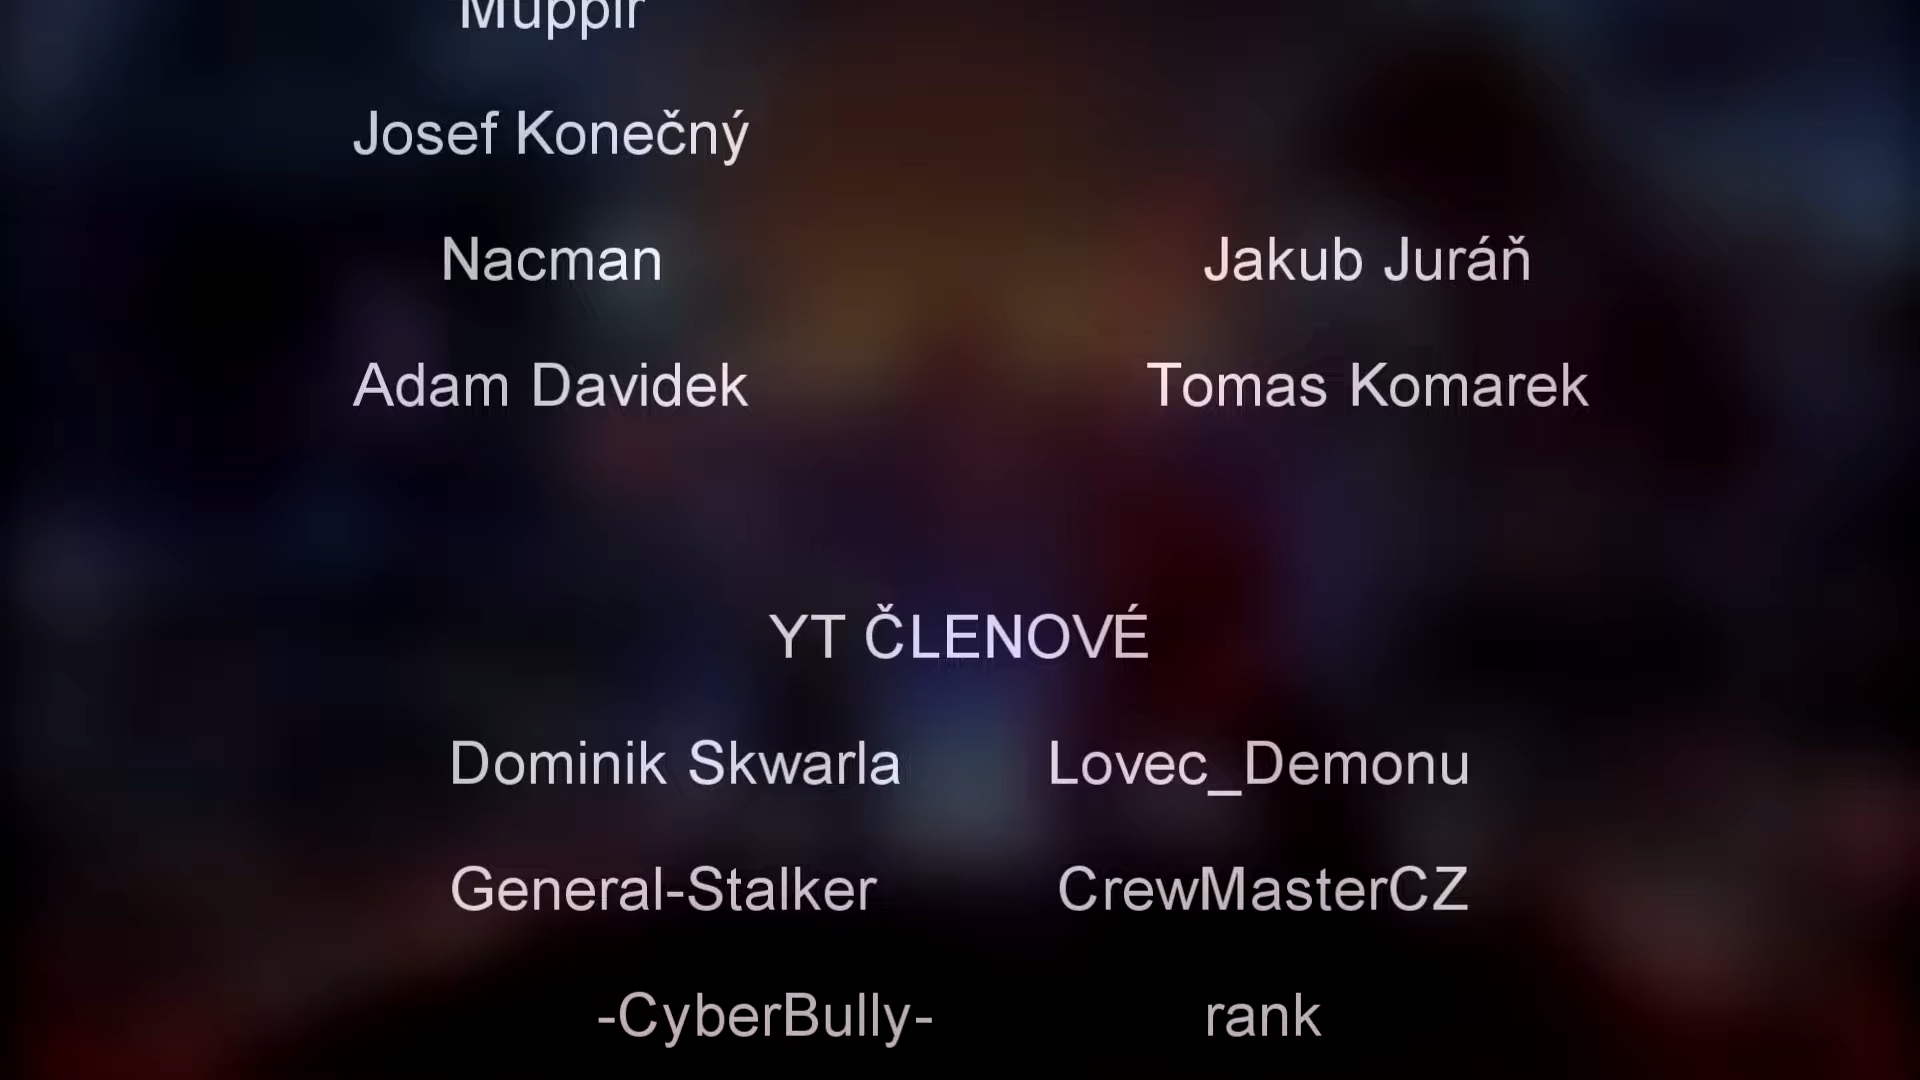 Muppir
Josef Konečný
Nacman Jakub Juráň
Adam Davidek Tomas Komarek
YT ČLENOVÉ
Dominik Skwarla Lovec_Demonu
General-Stalker CrewMasterCZ
-CyberBully- rank